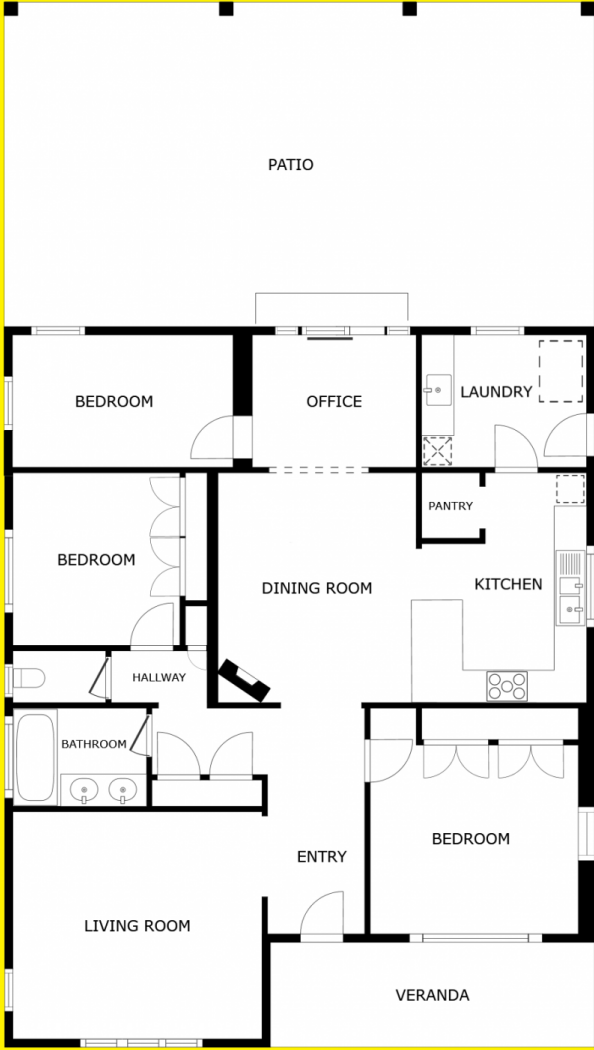 PATIO
BEDROOM
OFFICE
LAUNDRY
PANTRY
BEDROOM
DINING ROOM
KITCHEN
HALLWAY
BATHROOM
BEDROOM
ENTRY
LIVING ROOM
VERANDA